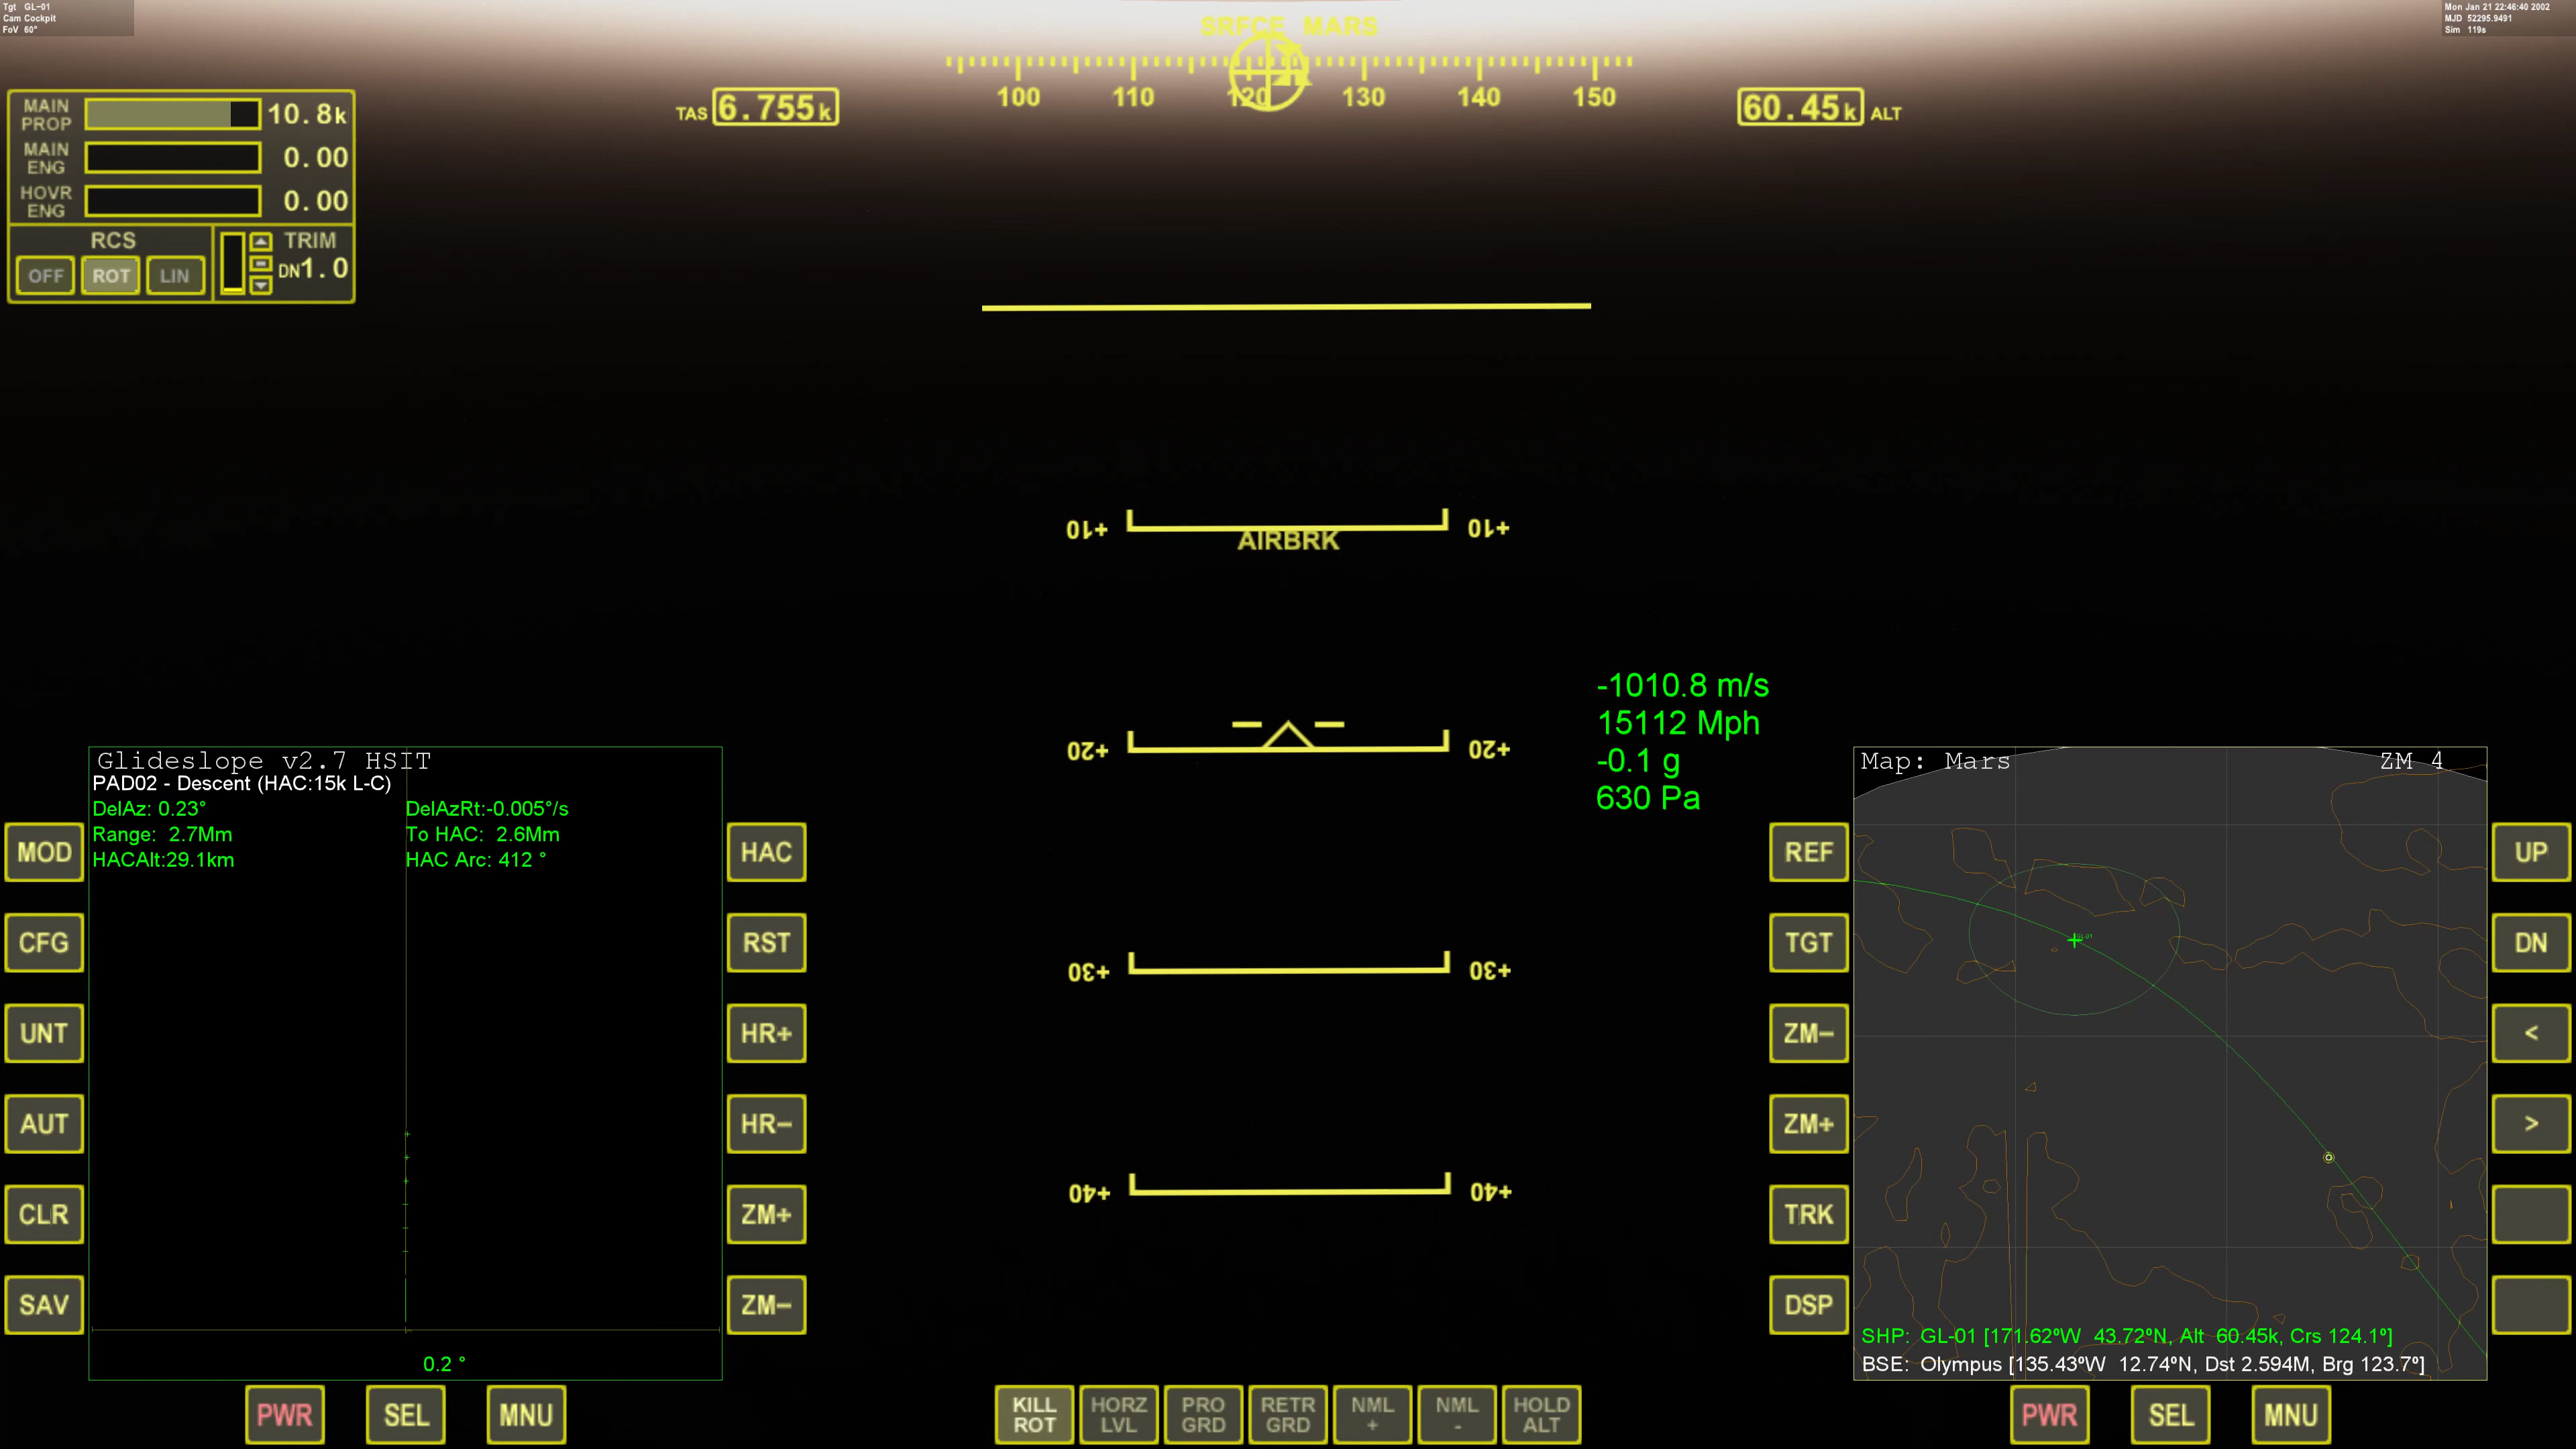 Tgt GL-01
Cam Cockpit
FoV 60°
Mon Jan 21 22:46:40 2002
MJD 52295.9491
Sim 119s
SRFCE MARS
100 110 120 130 140 150
TAS 6.755k
60.45k ALT
MAIN PROP 10.8k
MAIN ENG 0.00
HOVR ENG 0.00
RCS
OFF ROT LIN
TRIM
DN1.0
+10 +10
AIRBRK
+20 +20
+30 +30
+40 +40
-1010.8 m/s
15112 Mph
-0.1 g
630 Pa
Glideslope v2.7 HSIT
PAD02 - Descent (HAC:15k L-C)
DelAz: 0.23° DelAzRt:-0.005°/s
Range: 2.7Mm To HAC: 2.6Mm
HACAlt:29.1km HAC Arc: 412 °
0.2 °
MOD
CFG
UNT
AUT
CLR
SAV
HAC
RST
HR+
HR-
ZM+
ZM-
PWR SEL MNU
KILL ROT
HORZ LVL
PRO GRD
RETR GRD
NML +
NML -
HOLD ALT
Map: Mars ZM 4
GL-01
SHP: GL-01 [171.62ºW 43.72ºN, Alt 60.45k, Crs 124.1º]
BSE: Olympus [135.43ºW 12.74ºN, Dst 2.594M, Brg 123.7º]
REF
TGT
ZM-
ZM+
TRK
DSP
UP
DN
<
>
PWR SEL MNU